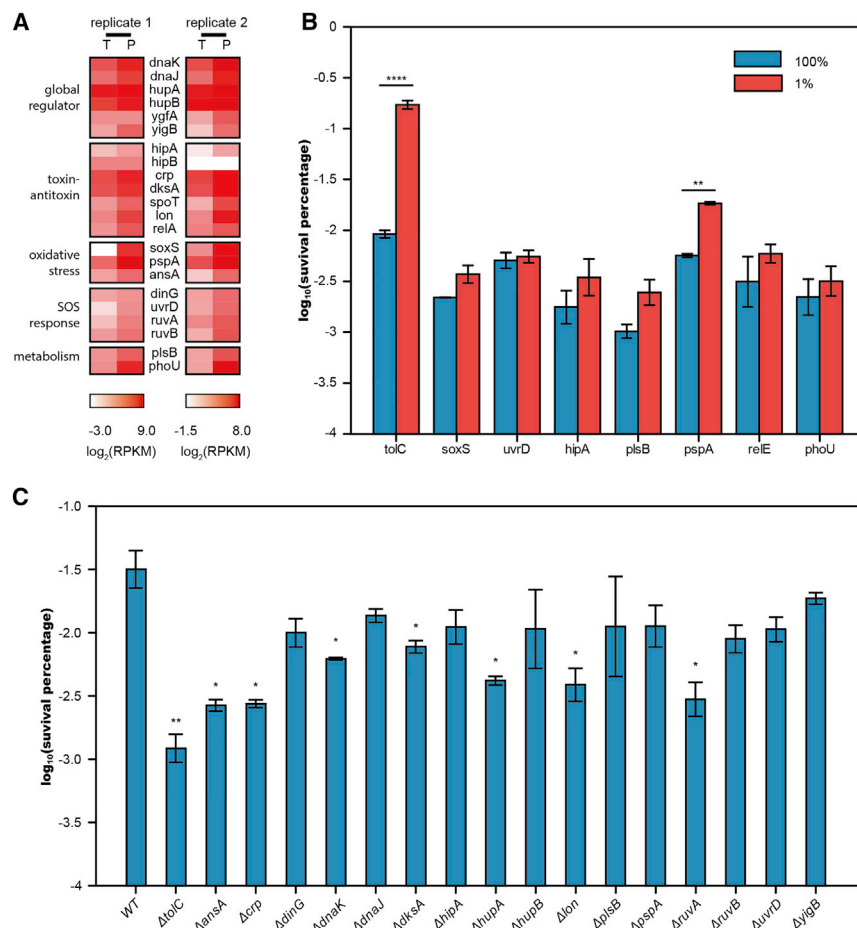 A
replicate 1
replicate 2
T P T P
global
regulator
dnaK
dnaJ
hupA
hupB
ygfA
yigB
toxin-
antitoxin
hipA
hipB
crp
dksA
spoT
lon
relA
oxidative
stress
soxS
pspA
ansA
SOS
response
dinG
uvrD
ruvA
ruvB
metabolism
plsB
phoU
-3.0 9.0 -1.5 8.0
log2(RPKM) log2(RPKM)
B
log10(suvival percentage)
0
-0.5
-1
-1.5
-2.0
-2.5
-3
-3.5
-4.0
100%
1%
****
**
tolC soxS uvrD hipA plsB pspA relE phoU
C
log10(suvival percentage)
-1.0
-1.5
-2.0
-2.5
-3.0
-3.5
-4
** * * * * * * *
WT ΔtolC ΔansA Δcrp ΔdinG ΔdnaK ΔdnaJ ΔdksA ΔhipA ΔhupA ΔhupB Δlon ΔplsB ΔpspA ΔruvA ΔruvB ΔuvrD ΔyigB